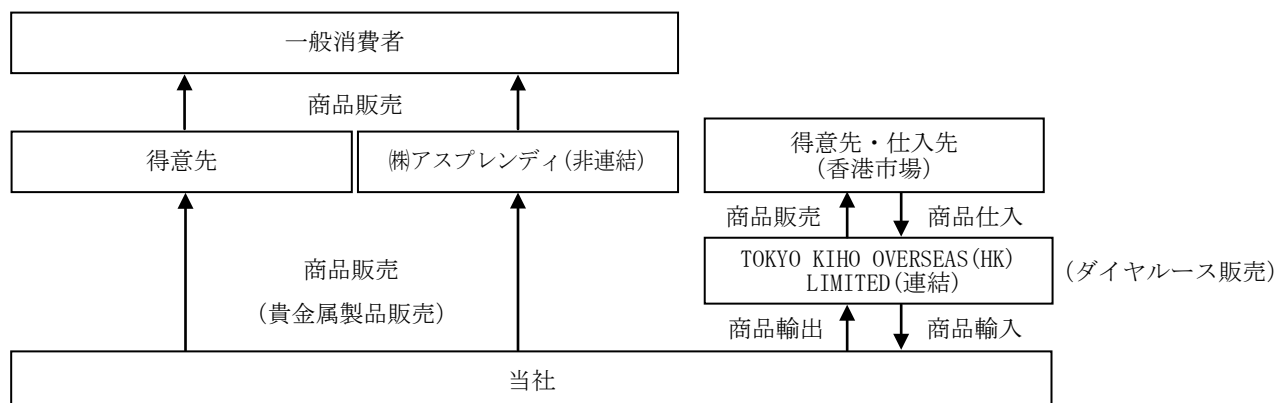 一般消費者
商品販売
得意先
㈱アスプレンディ(非連結)
得意先・仕入先
(香港市場)
商品販売
商品仕入
TOKYO KIHO OVERSEAS(HK)
LIMITED(連結)
(ダイヤルース販売)
商品販売
(貴金属製品販売)
商品輸出
商品輸入
当社